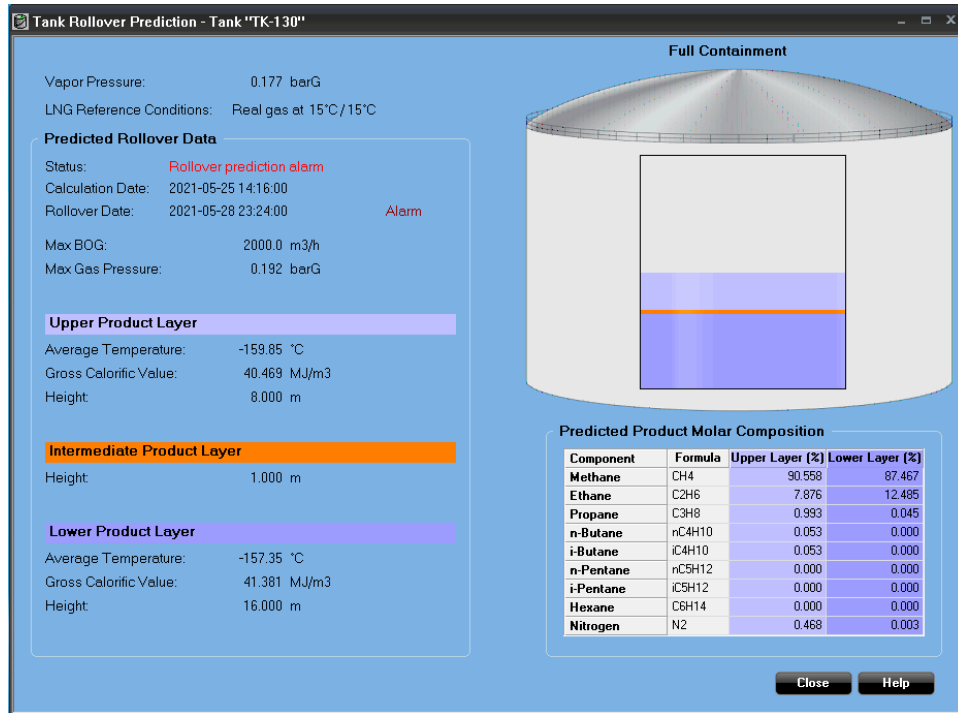 Tank Rollover Prediction - Tank "TK-130"
Vapor Pressure: 0.177 barG
LNG Reference Conditions: Real gas at 15°C/15°C
Predicted Rollover Data
Status: Rollover prediction alarm
Calculation Date: 2021-05-25 14:16:00
Rollover Date: 2021-05-28 23:24:00 Alarm
Max BOG: 2000.0 m3/h
Max Gas Pressure: 0.192 barG
Upper Product Layer
Average Temperature: -159.85 °C
Gross Calorific Value: 40.469 MJ/m3
Height: 8.000 m
Intermediate Product Layer
Height: 1.000 m
Lower Product Layer
Average Temperature: -157.35 °C
Gross Calorific Value: 41.381 MJ/m3
Height: 16.000 m
Full Containment
Predicted Product Molar Composition
Component Formula Upper Layer (%) Lower Layer (%)
Methane CH4 90.558 87.467
Ethane C2H6 7.876 12.485
Propane C3H8 0.993 0.045
n-Butane nC4H10 0.053 0.000
i-Butane iC4H10 0.053 0.000
n-Pentane nC5H12 0.000 0.000
i-Pentane iC5H12 0.000 0.000
Hexane C6H14 0.000 0.000
Nitrogen N2 0.468 0.003
Close Help